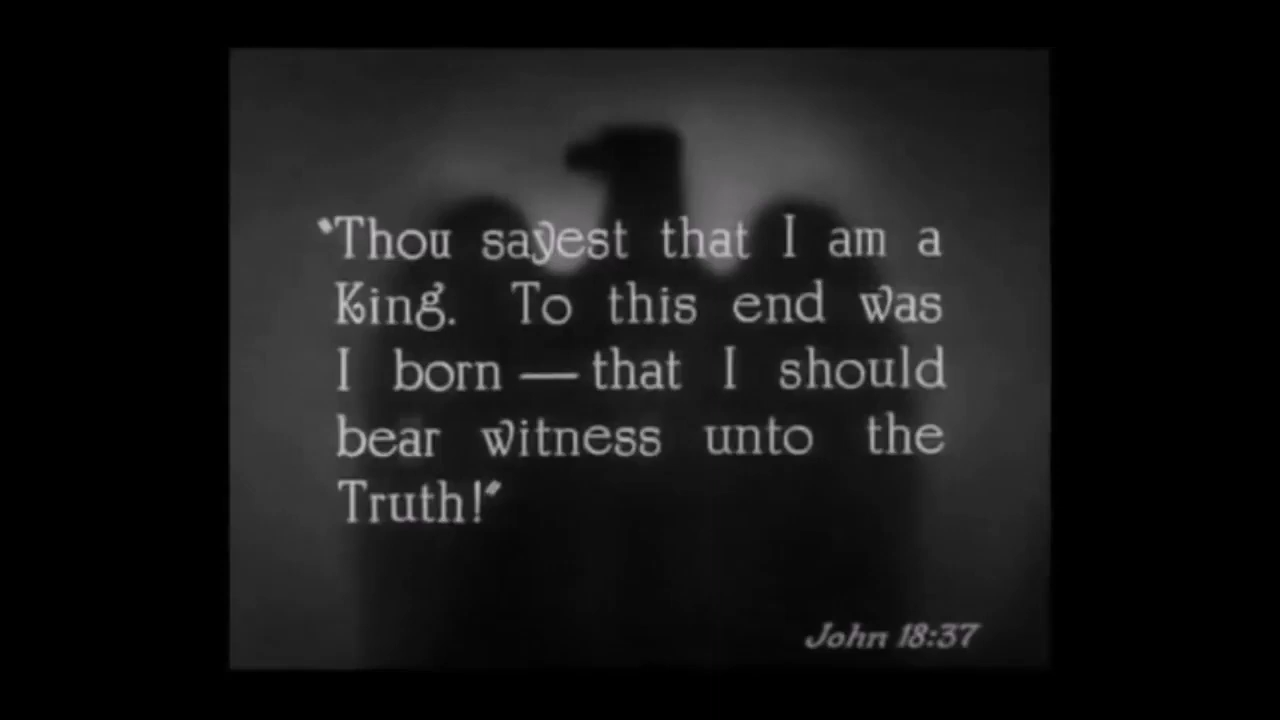 "Thou sayest that I am a
King. To this end was
I born — that I should
bear witness unto the
Truth!"
John 18:37